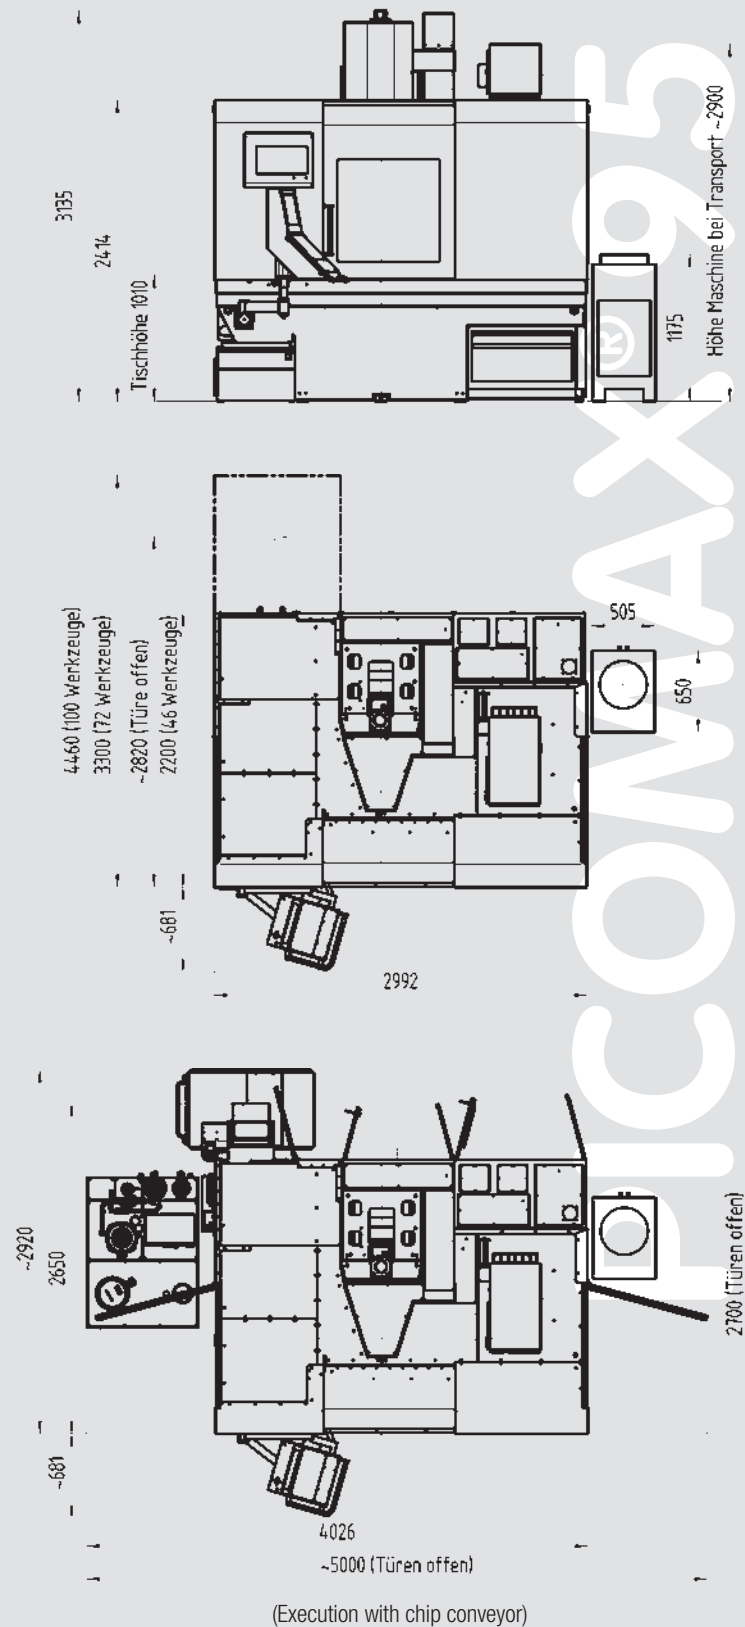 3135
2414
Tischhöhe 1010
1175
Höhe Maschine bei Transport ~2900
4460 (100 Werkzeuge)
3300 (72 Werkzeuge)
~2820 (Türe offen)
2200 (46 Werkzeuge)
505
650
~681
2992
~2920
2650
2700 (Türen offen)
~681
4026
~5000 (Türen offen)
(Execution with chip conveyor)
PICOMAX® 95